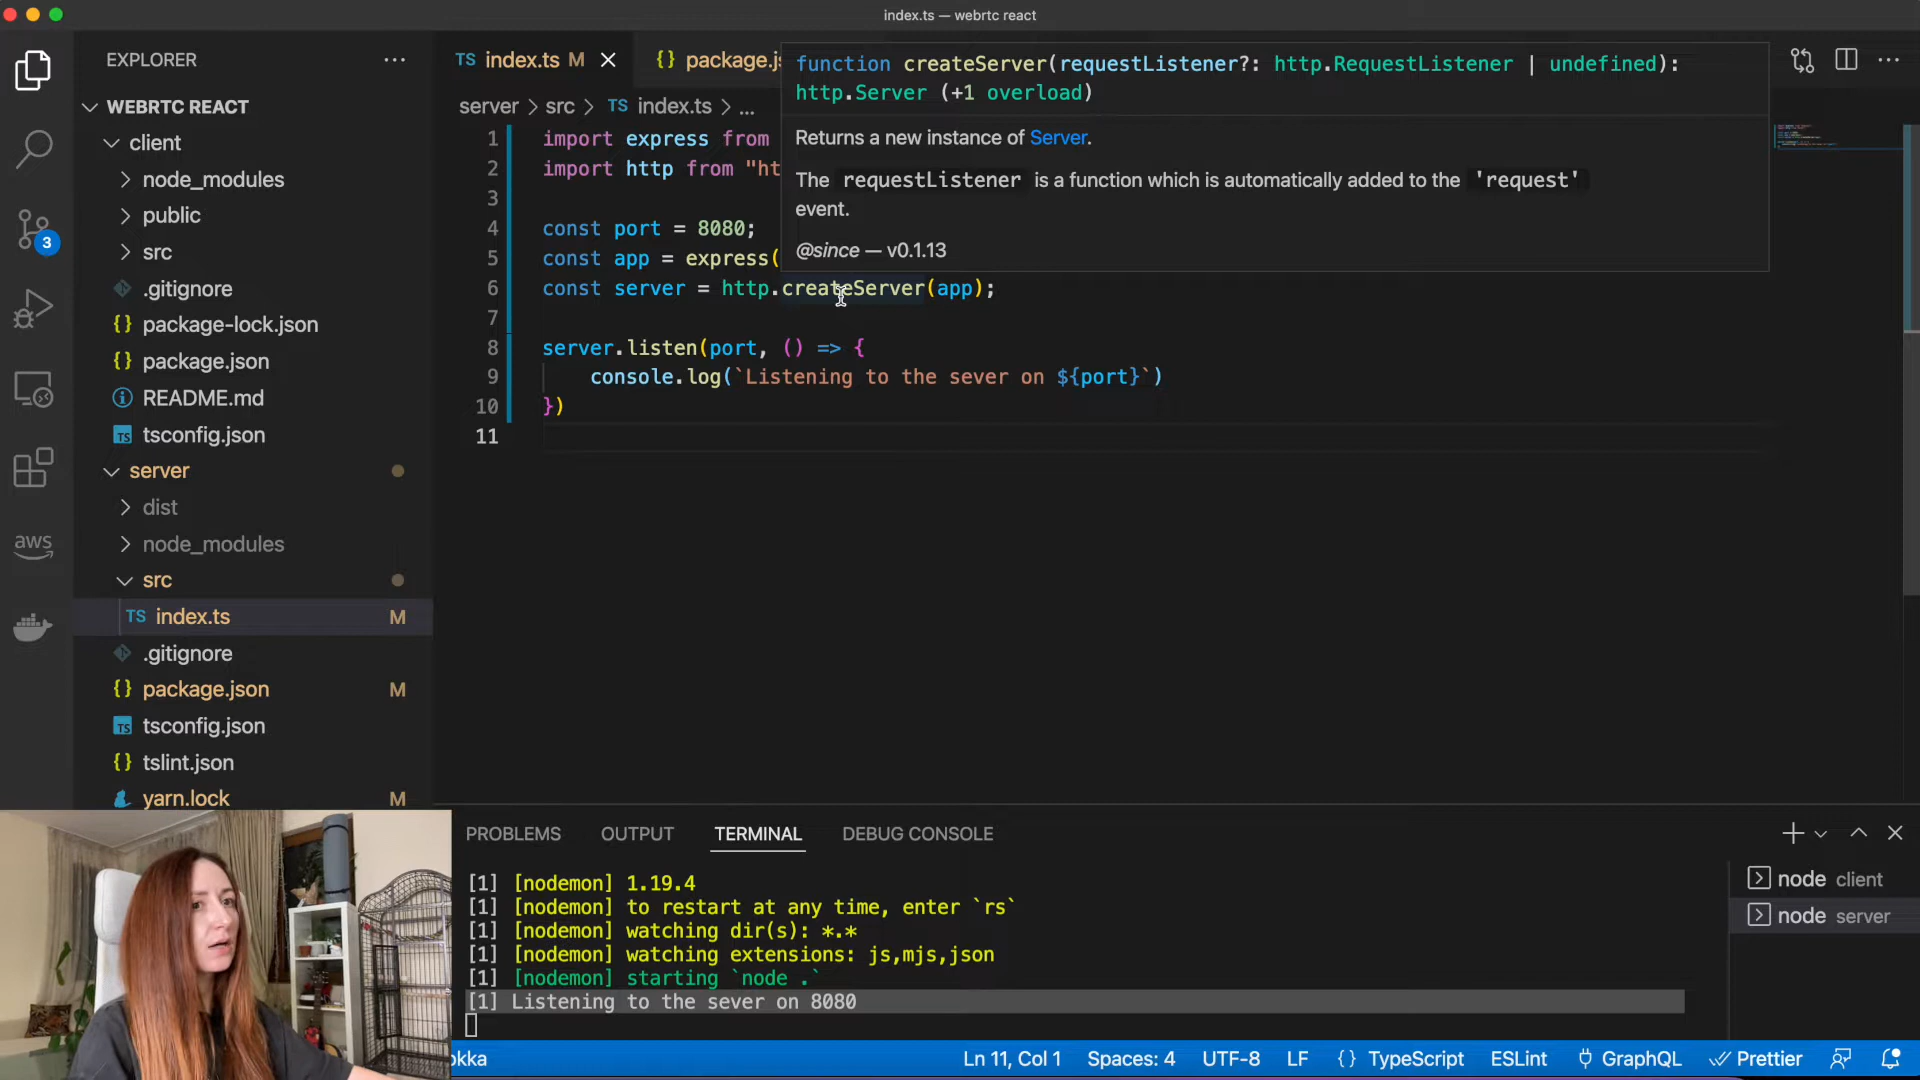 index.ts — webrtc react
EXPLORER
WEBRTC REACT
client
node_modules
public
src
.gitignore
package-lock.json
package.json
README.md
tsconfig.json
server
dist
node_modules
src
TS index.ts M
.gitignore
package.json M
tsconfig.json
tslint.json
yarn.lock M
3
aws
TS index.ts M
{} package.js
server > src > TS index.ts > ...
function createServer(requestListener?: http.RequestListener | undefined):
http.Server (+1 overload)
Returns a new instance of Server.
The requestListener is a function which is automatically added to the 'request'
event.
@since — v0.1.13
1 import express from
2 import http from "ht
3
4 const port = 8080;
5 const app = express(
6 const server = http.createServer(app);
7
8 server.listen(port, () => {
9 console.log(`Listening to the sever on ${port}`)
10 })
11
PROBLEMS OUTPUT TERMINAL DEBUG CONSOLE
[1] [nodemon] 1.19.4
[1] [nodemon] to restart at any time, enter `rs`
[1] [nodemon] watching dir(s): *.*
[1] [nodemon] watching extensions: js,mjs,json
[1] [nodemon] starting `node .`
[1] Listening to the sever on 8080
node client
node server
okka
Ln 11, Col 1 Spaces: 4 UTF-8 LF {} TypeScript ESLint GraphQL Prettier